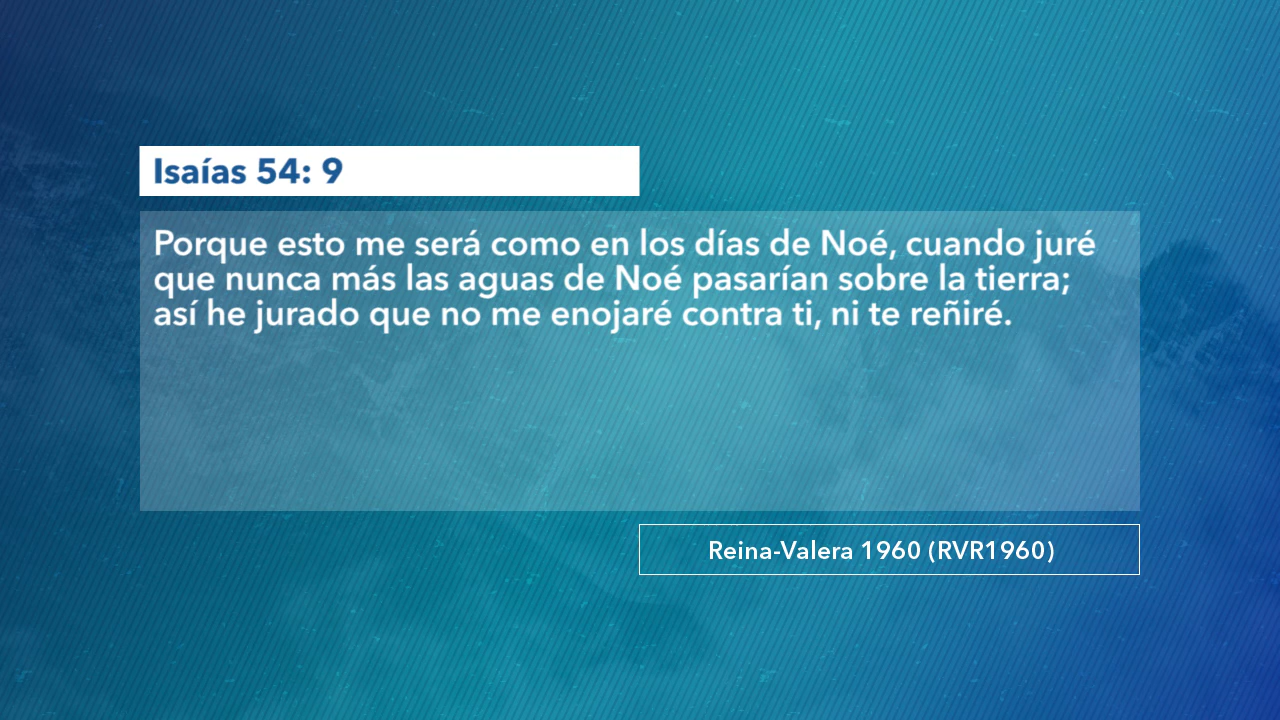 Isaías 54: 9
Porque esto me será como en los días de Noé, cuando juré
que nunca más las aguas de Noé pasarían sobre la tierra;
así he jurado que no me enojaré contra ti, ni te reñiré.
Reina-Valera 1960 (RVR1960)